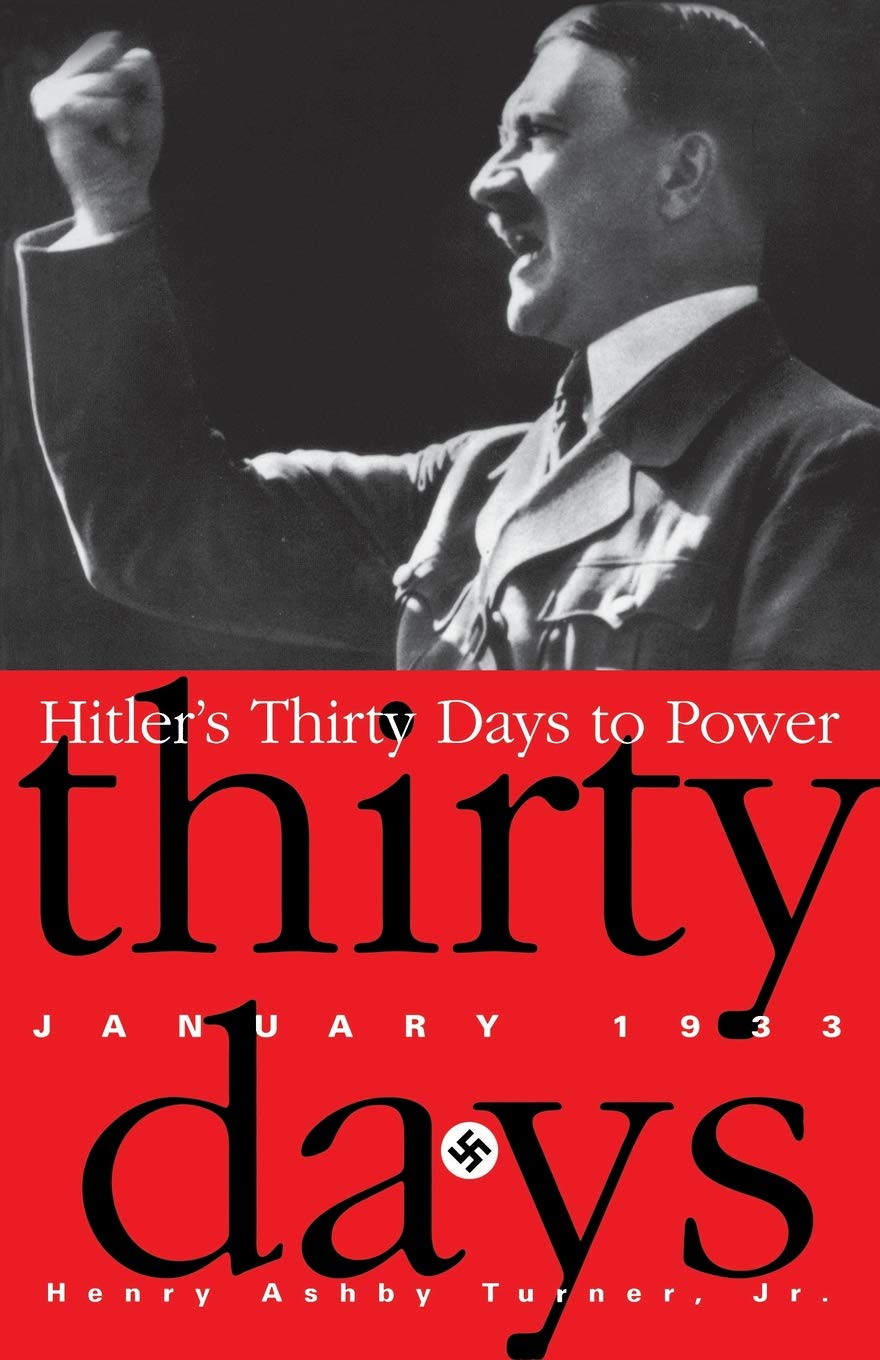 Hitler's Thirty Days to Power
thirty
JANUARY 1933
days
Henry Ashby Turner, Jr.